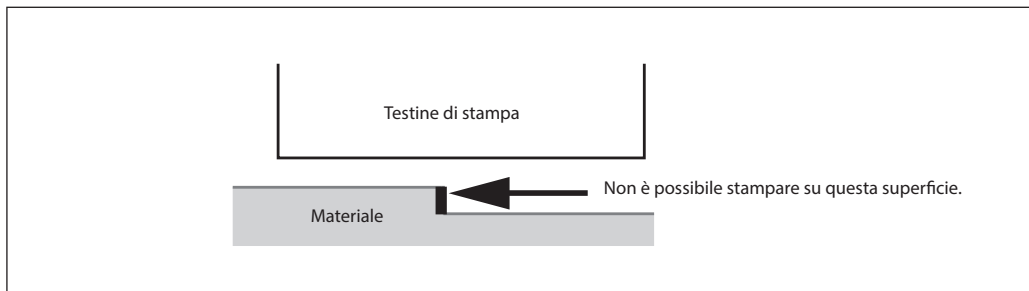 Testine di stampa
Non è possibile stampare su questa superficie.
Materiale